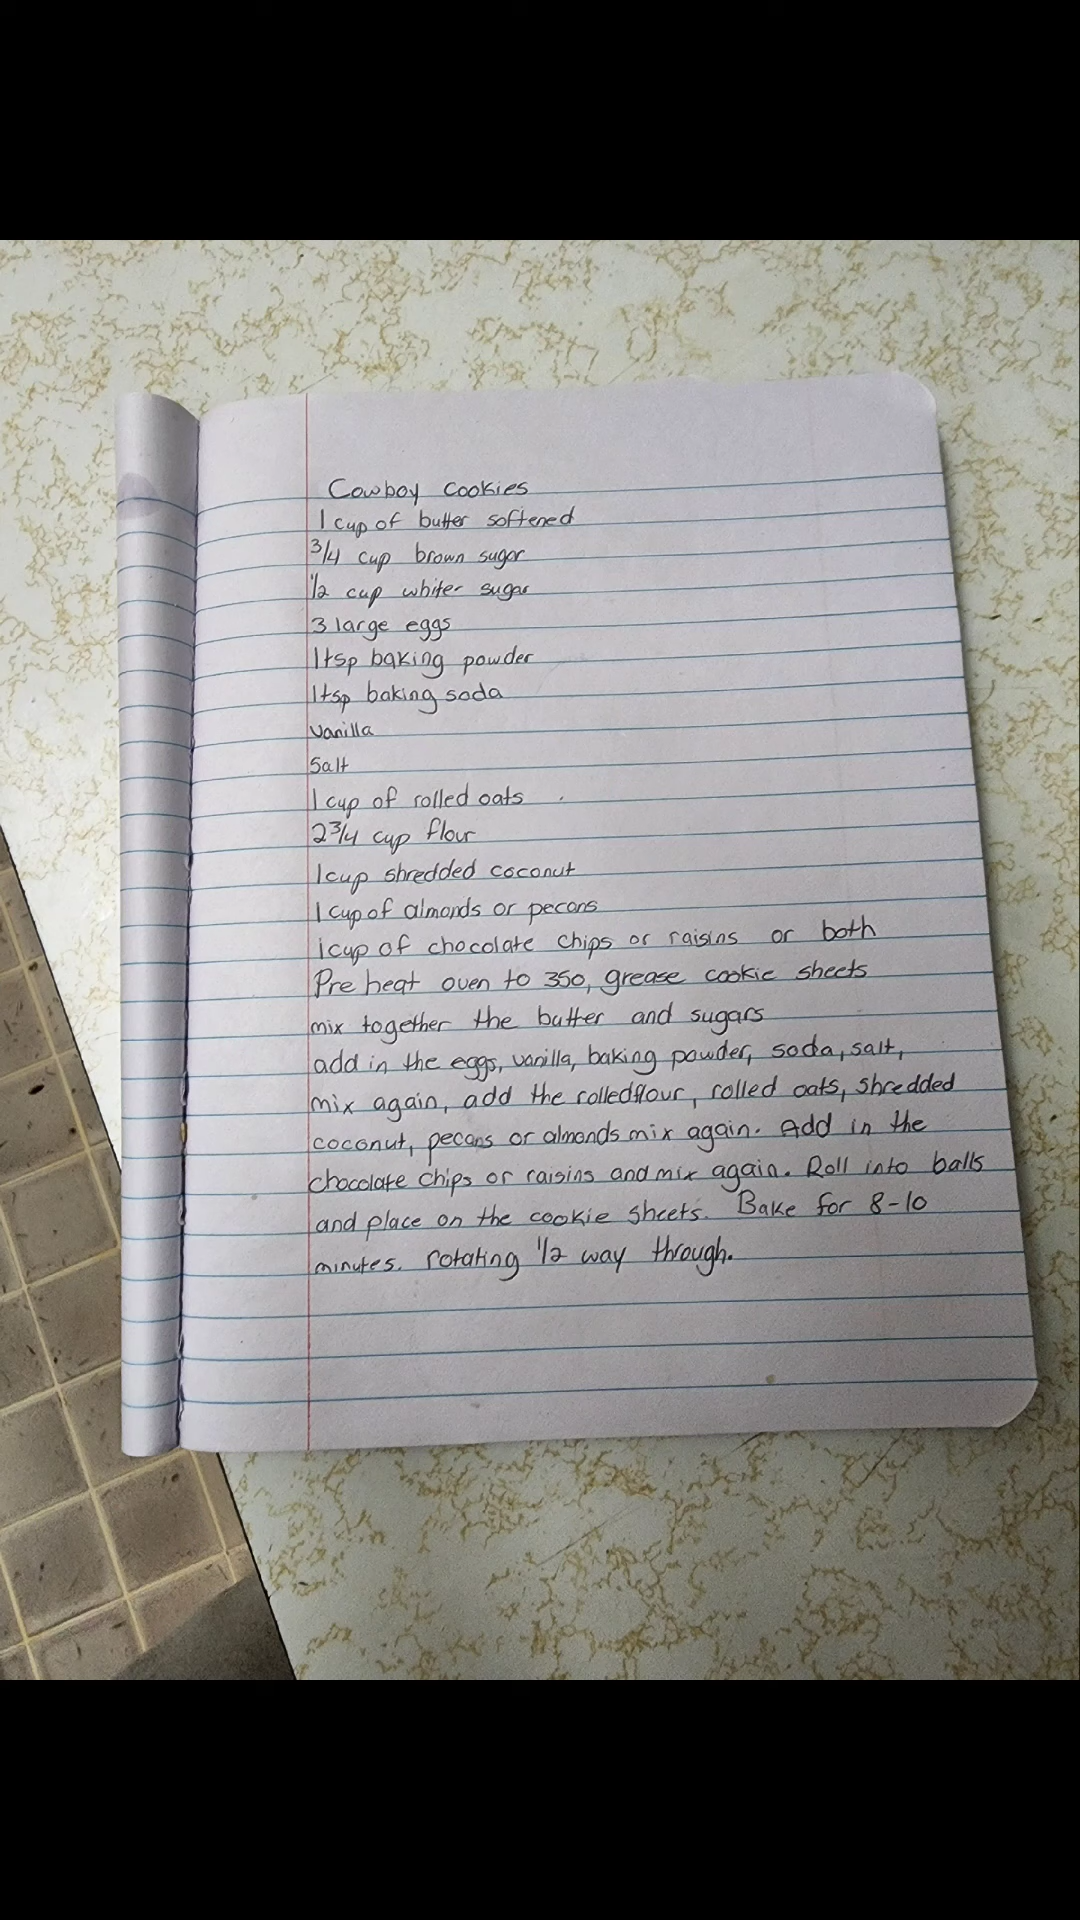 Cowboy cookies
1 cup of butter softened
3/4 cup brown sugar
1/2 cup whiter sugar
3 large eggs
1tsp baking powder
1tsp baking soda
vanilla
Salt
1 cup of rolled oats
2 3/4 cup flour
1cup shredded coconut
1 cup of almonds or pecans
1cup of chocolate chips or raisins or both
Pre heat oven to 350, grease cookie sheets
mix together the butter and sugars
add in the eggs, vanilla, baking powder, soda, salt,
mix again, add the rolledflour, rolled oats, shredded
coconut, pecans or almonds mix again. Add in the
chocolate chips or raisins and mix again. Roll into balls
and place on the cookie sheets. Bake for 8-10
minutes. rotating 1/2 way through.